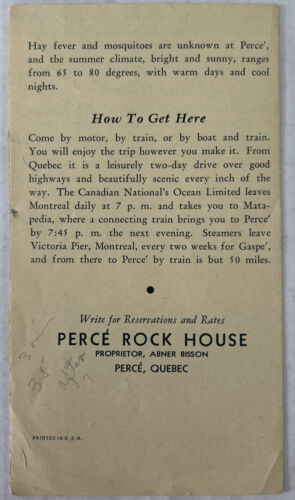 Hay fever and mosquitoes are unknown at Perce',
and the summer climate, bright and sunny, ranges
from 65 to 80 degrees, with warm days and cool
nights.
How To Get Here
Come by motor, by train, or by boat and train.
You will enjoy the trip however you make it. From
Quebec it is a leisurely two-day drive over good
highways and beautifully scenic every inch of the
way. The Canadian National's Ocean Limited leaves
Montreal daily at 7 p. m. and takes you to Mata-
pedia, where a connecting train brings you to Perce'
by 7:45 p. m. the next evening. Steamers leave
Victoria Pier, Montreal, every two weeks for Gaspe',
and from there to Perce' by train is but 50 miles.
Write for Reservations and Rates
PERCÉ ROCK HOUSE
PROPRIETOR, ABNER BISSON
PERCÉ, QUEBEC
after
PRINTED IN U.S.A.